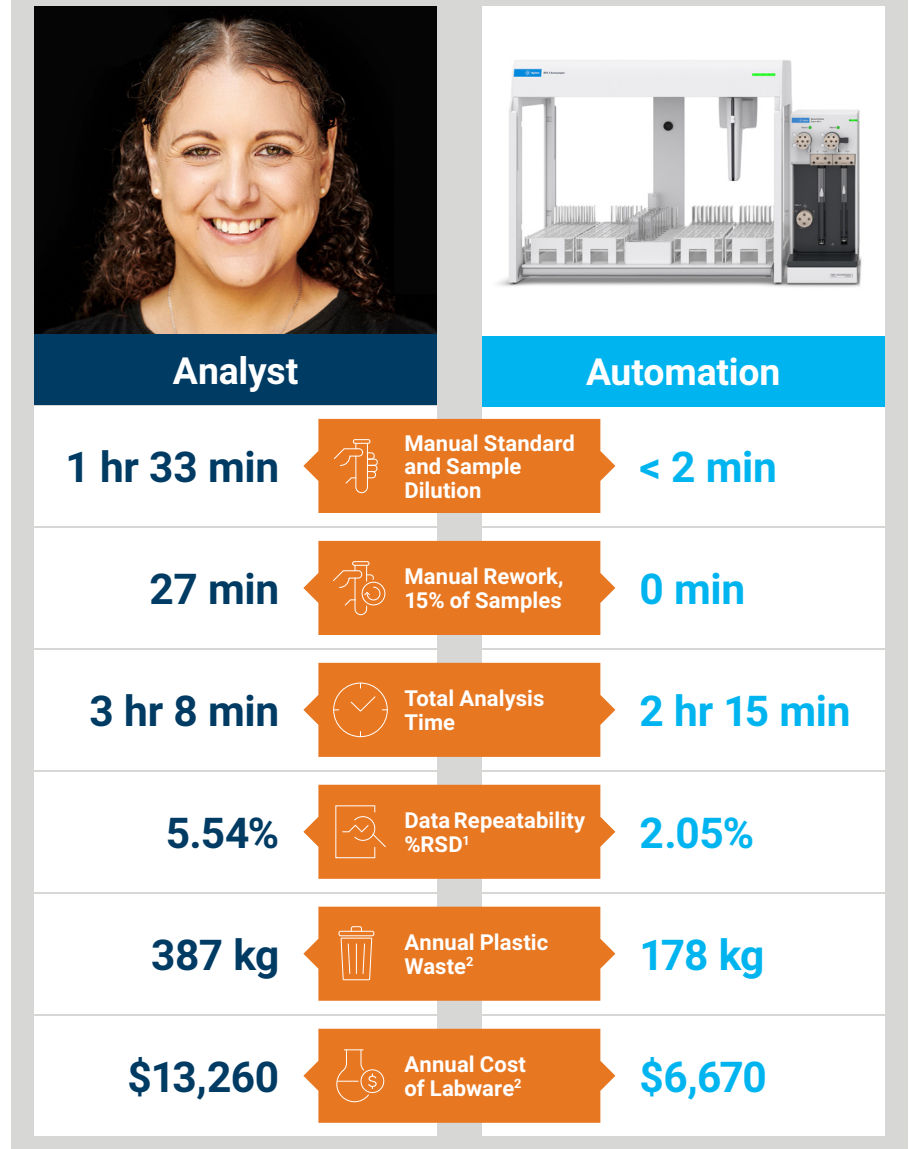 Analyst
Automation
1 hr 33 min
Manual Standard
and Sample
Dilution
< 2 min
27 min
Manual Rework,
15% of Samples
0 min
3 hr 8 min
Total Analysis
Time
2 hr 15 min
5.54%
Data Repeatability
%RSD¹
2.05%
387 kg
Annual Plastic
Waste²
178 kg
$13,260
Annual Cost
of Labware²
$6,670